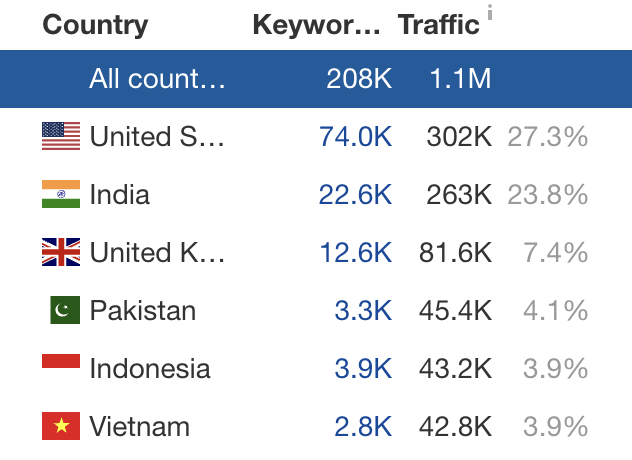 Country Keywor… Traffic i
All count… 208K 1.1M
United S… 74.0K 302K 27.3%
India 22.6K 263K 23.8%
United K… 12.6K 81.6K 7.4%
Pakistan 3.3K 45.4K 4.1%
Indonesia 3.9K 43.2K 3.9%
Vietnam 2.8K 42.8K 3.9%